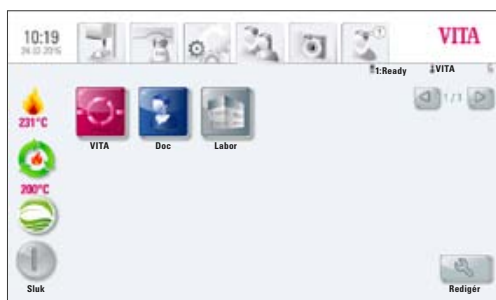 10:19
VITA
1:Ready
VITA
1/1
231°C
VITA
Doc
Labor
200°C
Sluk
Redigér